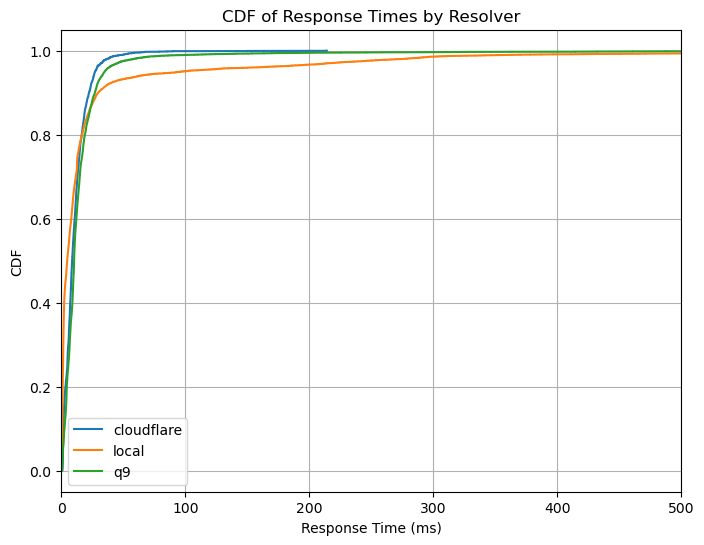 CDF of Response Times by Resolver
CDF
1.0
0.8
0.6
0.4
0.2
0.0
cloudflare
local
q9
0
100
200
300
400
500
Response Time (ms)